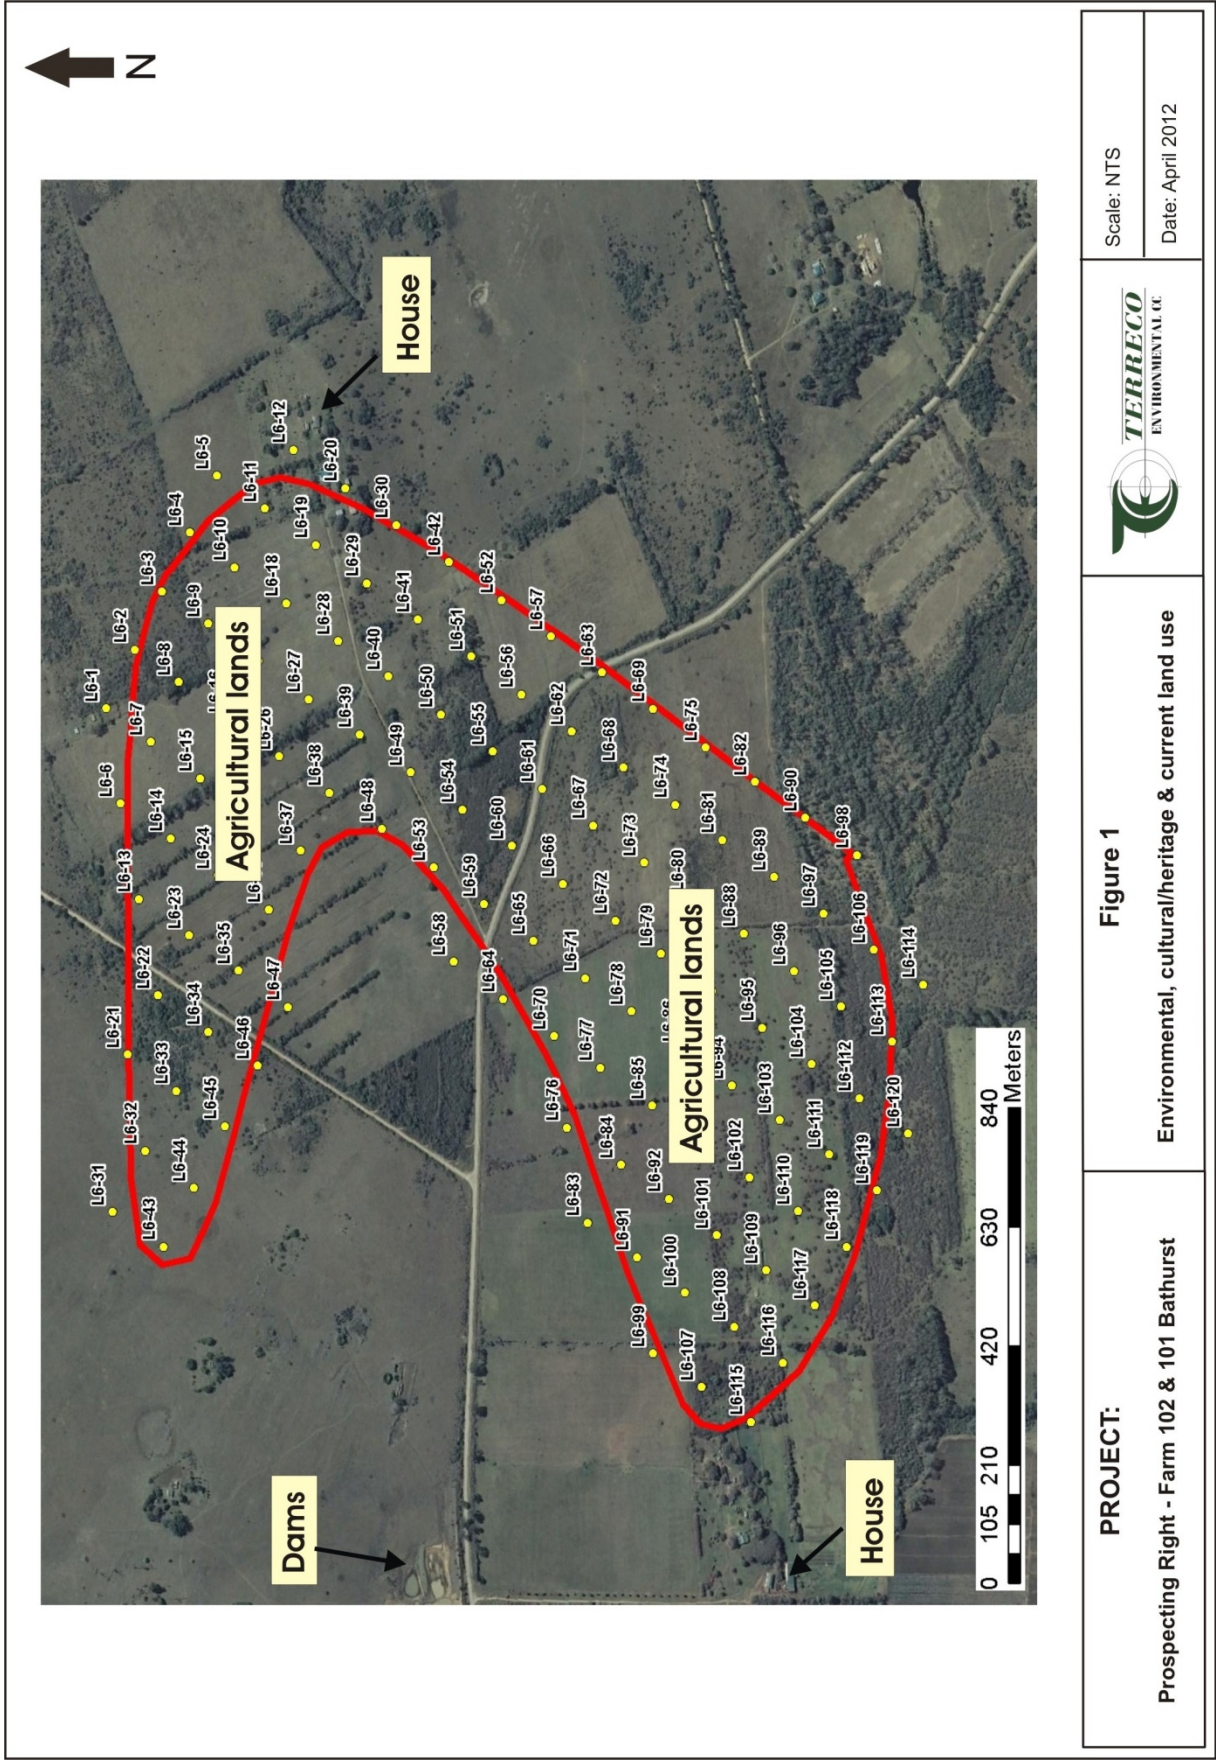 N
L6-1
L6-2
L6-3
L6-4
L6-5
L6-6
L6-7
L6-8
L6-9
L6-10
L6-11
L6-12
House
L6-13
L6-14
L6-15
L6-18
L6-19
L6-20
L6-21
L6-22
L6-23
L6-24
Agricultural lands
L6-27
L6-28
L6-29
L6-30
L6-31
L6-32
L6-33
L6-34
L6-35
L6-37
L6-38
L6-39
L6-40
L6-41
L6-42
L6-43
L6-44
L6-45
L6-46
L6-47
L6-48
L6-49
L6-50
L6-51
L6-52
L6-53
L6-54
L6-55
L6-56
L6-57
L6-58
L6-59
L6-60
L6-61
L6-62
L6-63
L6-64
L6-65
L6-66
L6-67
L6-68
L6-69
L6-70
L6-71
L6-72
L6-73
L6-74
L6-75
L6-76
L6-77
L6-78
L6-79
L6-80
L6-81
L6-82
L6-83
L6-84
L6-85
Agricultural lands
L6-88
L6-89
L6-90
L6-91
L6-92
L6-95
L6-96
L6-97
L6-98
L6-99
L6-100
L6-101
L6-102
L6-103
L6-104
L6-105
L6-106
L6-107
L6-108
L6-109
L6-110
L6-111
L6-112
L6-113
L6-114
L6-115
L6-116
L6-117
L6-118
L6-119
L6-120
Dams
House
0 105 210 420 630 840
Meters
PROJECT:
Prospecting Right - Farm 102 & 101 Bathurst
Figure 1
Environmental, cultural/heritage & current land use
TERRECO
ENVIRONMENTAL CC
Scale: NTS
Date: April 2012